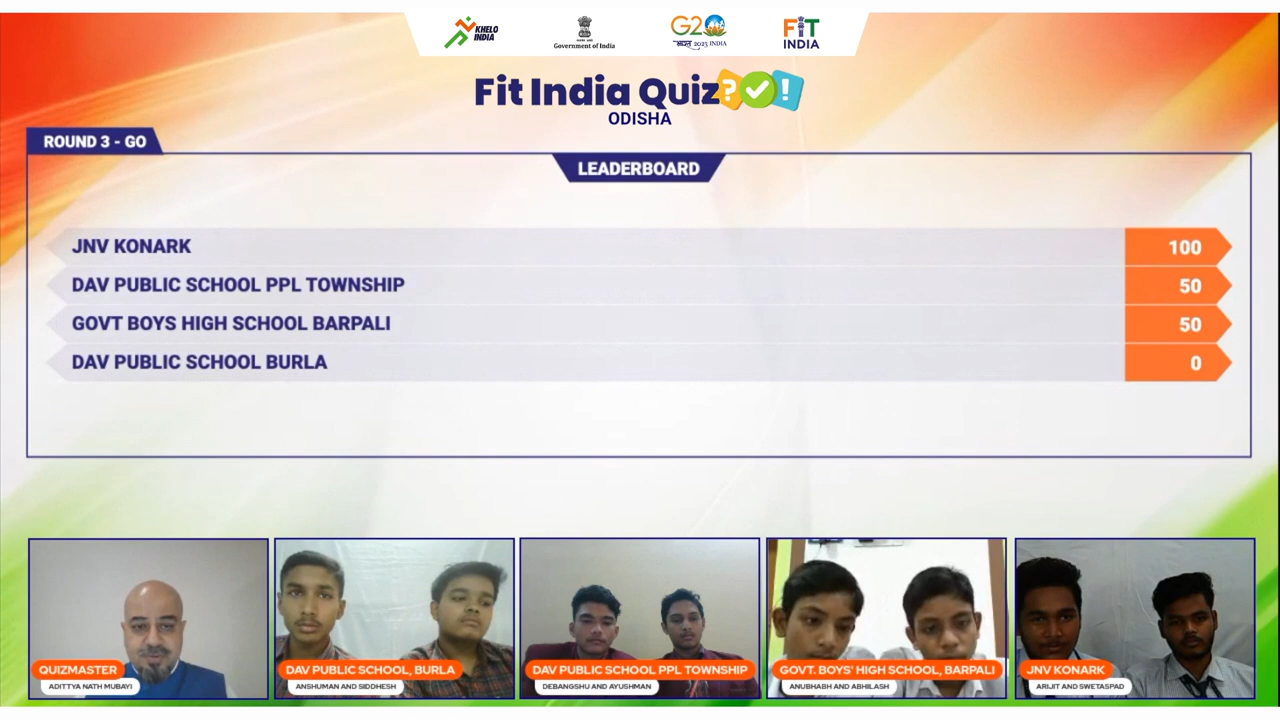 KHELO
INDIA
Government of India
G20
2023 INDIA
FIT
INDIA
Fit India Quiz?!
ODISHA
ROUND 3 - GO
LEADERBOARD
JNV KONARK 100
DAV PUBLIC SCHOOL PPL TOWNSHIP 50
GOVT BOYS HIGH SCHOOL BARPALI 50
DAV PUBLIC SCHOOL BURLA 0
QUIZMASTER
ADITTYA NATH MUBAYI
DAV PUBLIC SCHOOL, BURLA
ANSHUMAN AND SIDDHESH
DAV PUBLIC SCHOOL PPL TOWNSHIP
DEBANGSHU AND AYUSHMAN
GOVT. BOYS' HIGH SCHOOL, BARPALI
ANUBHABH AND ABHILASH
JNV KONARK
ARIJIT AND SWETASPAD